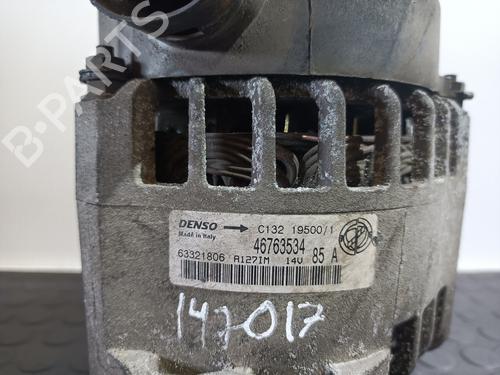 B-PARTS
DENSO C132 19500/1
Made in Italy
46763534
63321806 A127IM 14V 85 A
147017